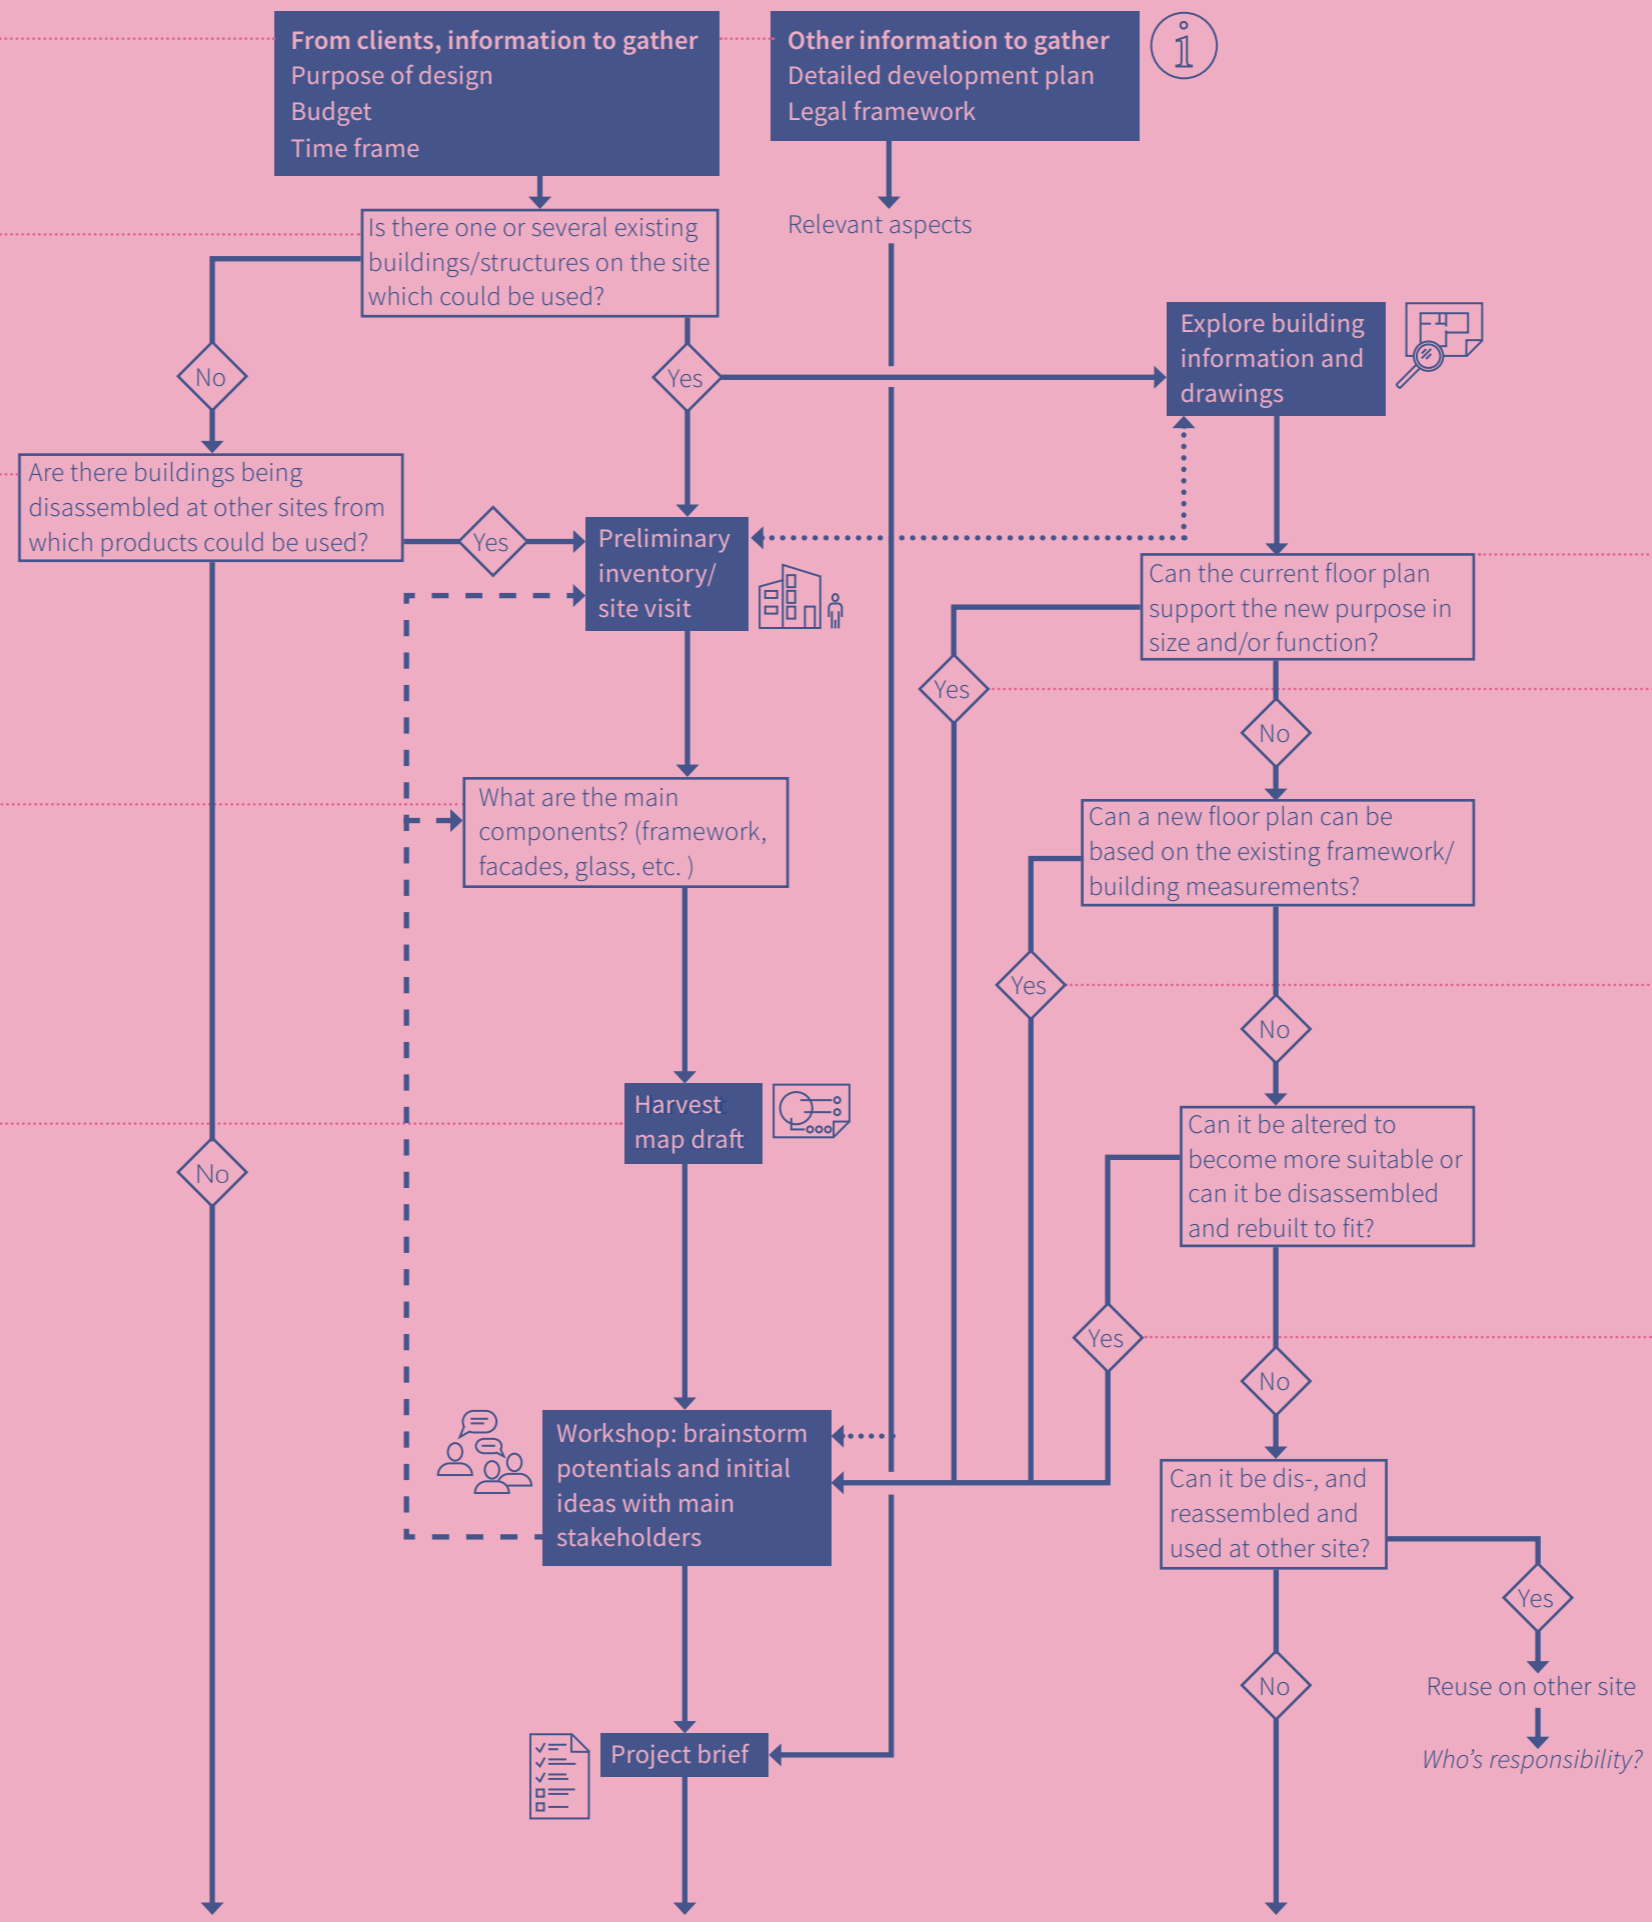 From clients, information to gather
Purpose of design
Budget
Time frame
Other information to gather
Detailed development plan
Legal framework
i
Relevant aspects
Is there one or several existing
buildings/structures on the site
which could be used?
No
Yes
Explore building
information and
drawings
Are there buildings being
disassembled at other sites from
which products could be used?
Yes
Preliminary
inventory/
site visit
Can the current floor plan
support the new purpose in
size and/or function?
Yes
No
What are the main
components? (framework,
facades, glass, etc. )
Can a new floor plan can be
based on the existing framework/
building measurements?
Yes
No
Harvest
map draft
No
Can it be altered to
become more suitable or
can it be disassembled
and rebuilt to fit?
Yes
No
Workshop: brainstorm
potentials and initial
ideas with main
stakeholders
Can it be dis-, and
reassembled and
used at other site?
Yes
No
Reuse on other site
Who's responsibility?
Project brief